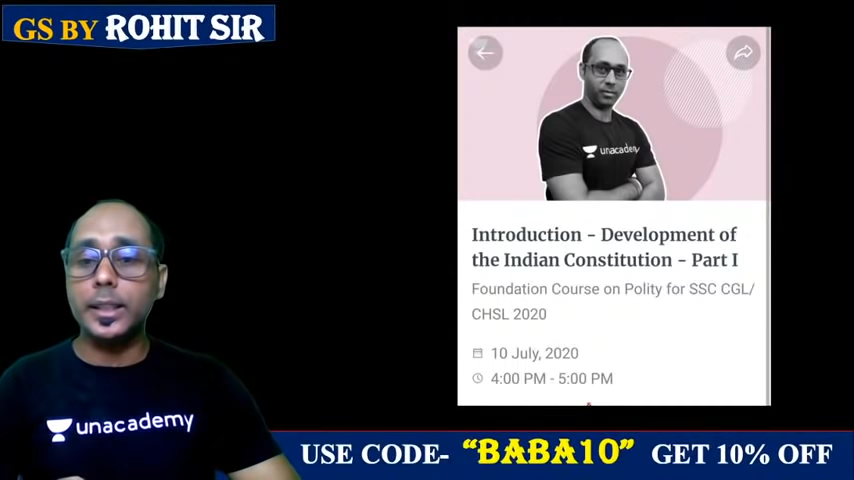 GS BY ROHIT SIR
unacademy
Introduction - Development of
the Indian Constitution - Part I
Foundation Course on Polity for SSC CGL/
CHSL 2020
10 July, 2020
4:00 PM - 5:00 PM
unacademy
USE CODE- “BABA10” GET 10% OFF